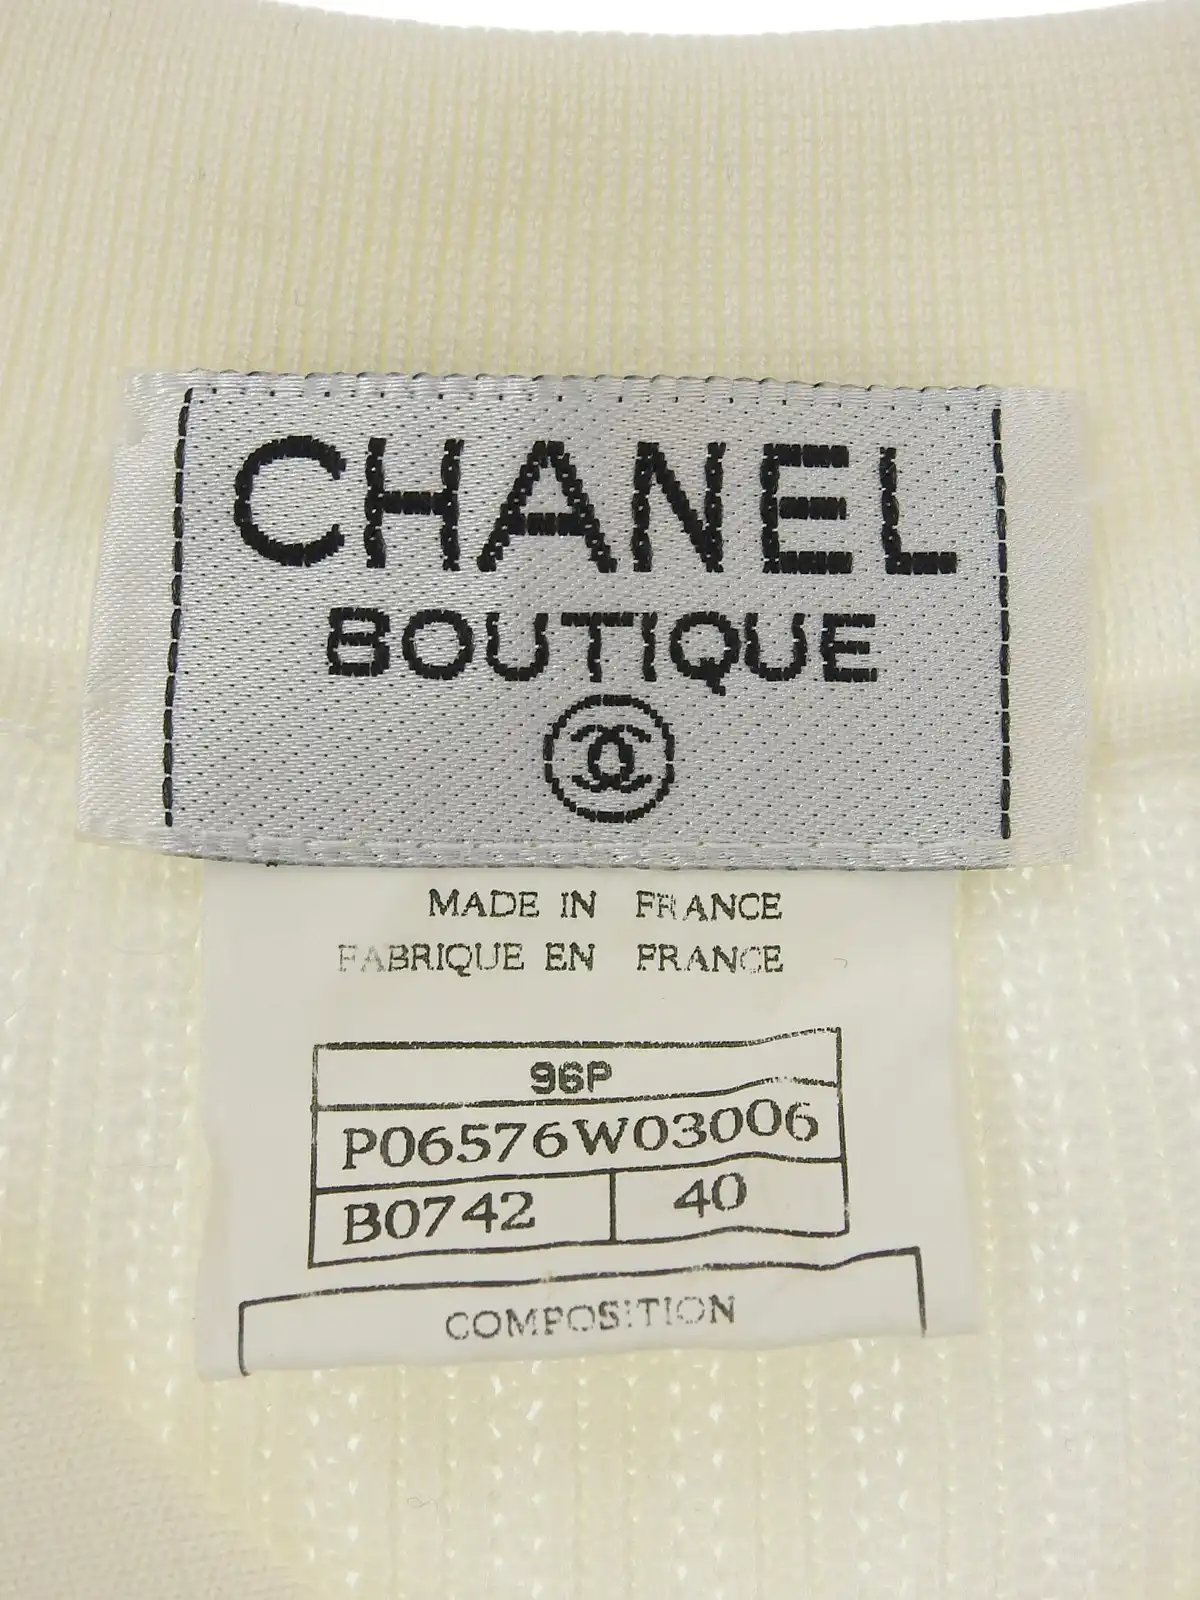 CHANEL
BOUTIQUE
MADE IN FRANCE
FABRIQUE EN FRANCE
96P
P06576W03006
B0742 40
COMPOSITION